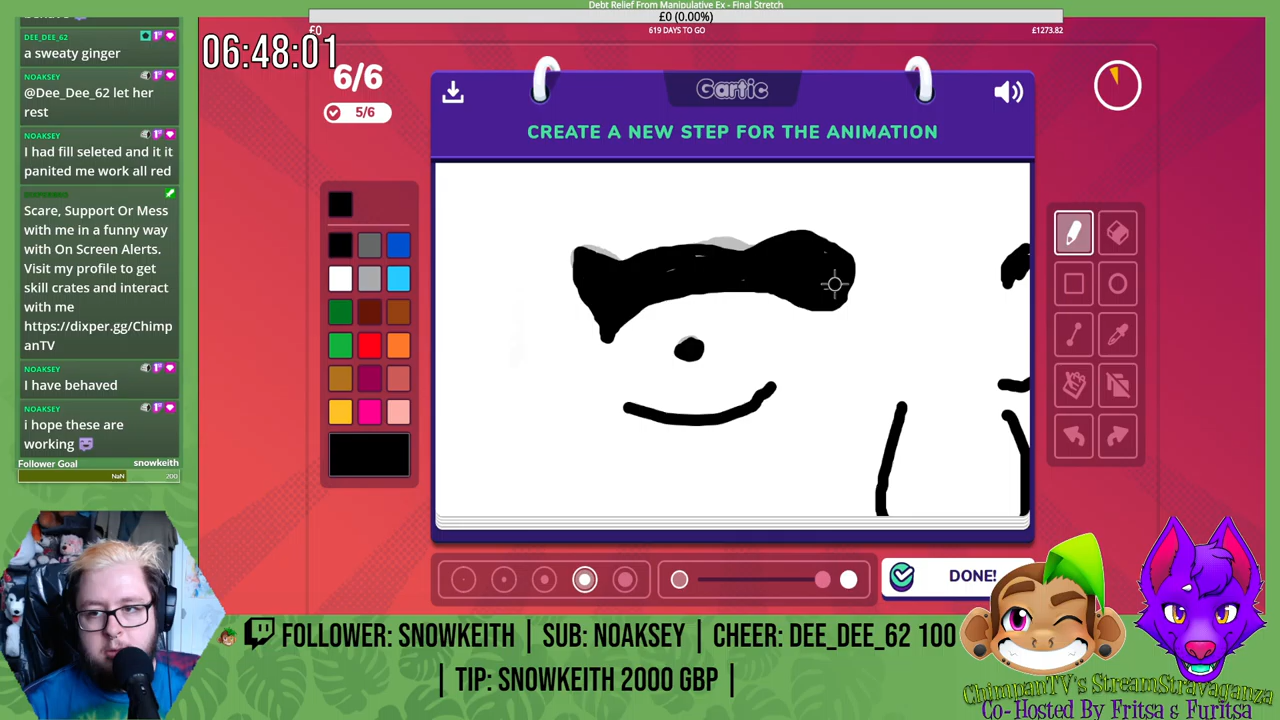 Debt Relief From Manipulative Ex - Final Stretch
£0 (0.00%)
£0
619 DAYS TO GO
£1273.82
06:48:01
DEE_DEE_62
a sweaty ginger
NOAKSEY
@Dee_Dee_62 let her
rest
NOAKSEY
I had fill seleted and it it
panited me work all red
Scare, Support Or Mess
with me in a funny way
with On Screen Alerts.
Visit my profile to get
skill crates and interact
with me
https://dixper.gg/Chimp
anTV
NOAKSEY
I have behaved
NOAKSEY
i hope these are
working
Follower Goal
snowkeith
NaN
200
6/6
5/6
Gartic
CREATE A NEW STEP FOR THE ANIMATION
DONE!
FOLLOWER: SNOWKEITH | SUB: NOAKSEY | CHEER: DEE_DEE_62 100
| TIP: SNOWKEITH 2000 GBP |
ChimpanTV's StreamStravaganza
Co-Hosted By Fritsa & Furitsa